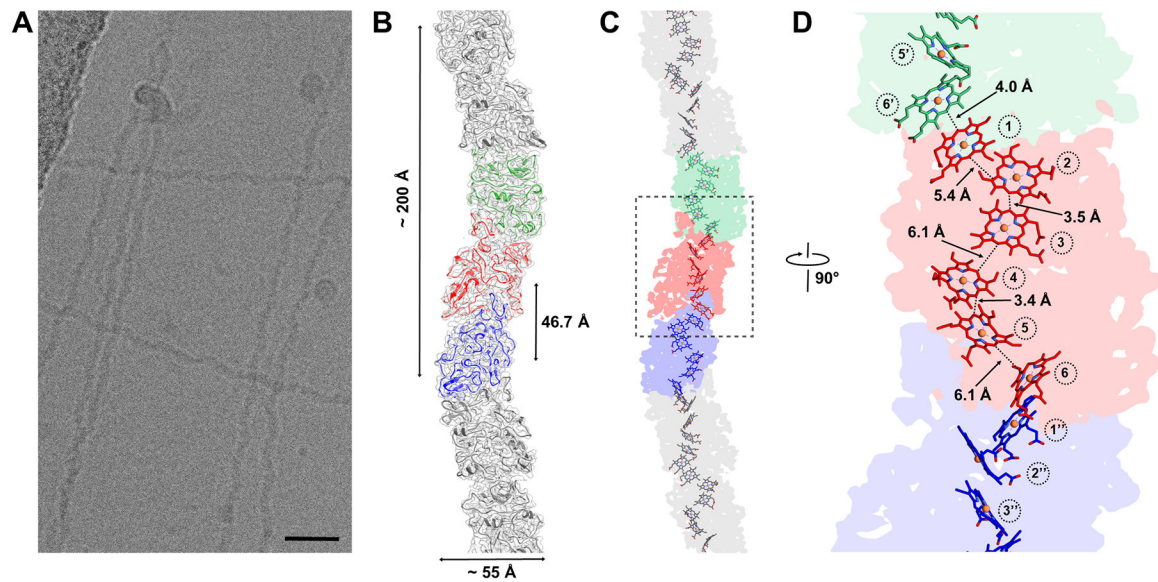 A
B
C
D
~ 200 Å
46.7 Å
~ 55 Å
90°
5'
6'
4.0 Å
1
2
5.4 Å
3.5 Å
6.1 Å
3
4
3.4 Å
5
6.1 Å
6
1''
2''
3''